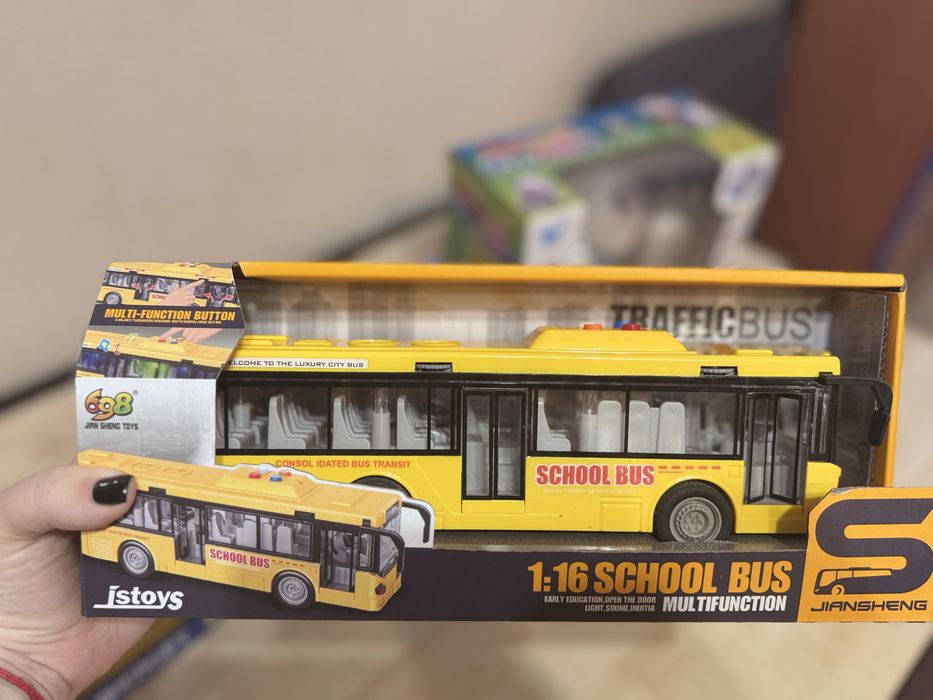 MULTI-FUNCTION BUTTON
698®
JIAN SHENG TOYS
TRAFFICBUS
ELCOME TO THE LUXURY CITY BUS
CONSOL IDATED BUS TRANSIT
SCHOOL BUS
URBAN TRANSPORTATION SERIES
SCHOOL BUS
jstoys
1:16 SCHOOL BUS
EARLY EDUCATION,OPEN THE DOOR
LIGHT,SOUND,INERTIA
MULTIFUNCTION
S
JIANSHENG